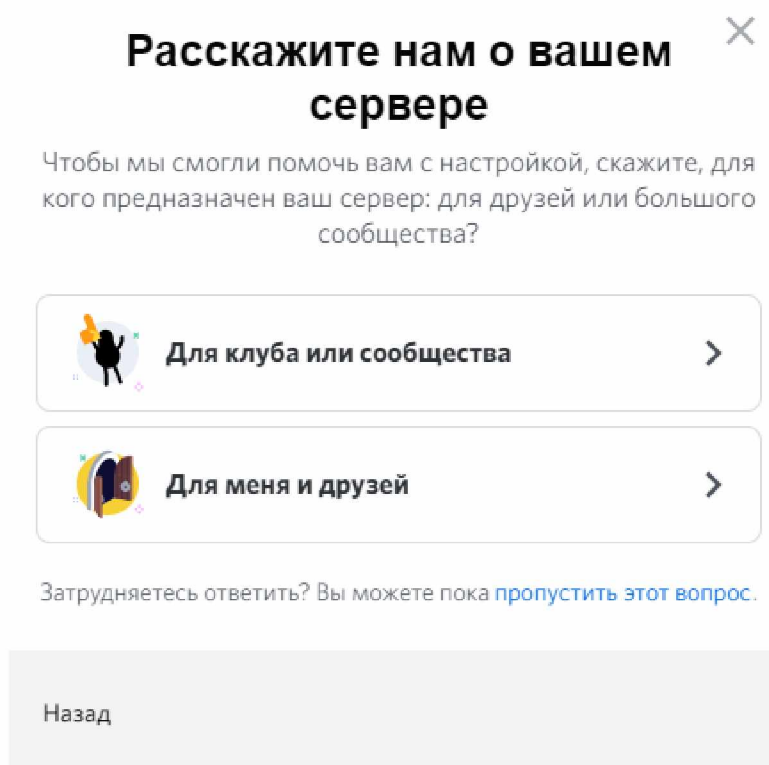 Расскажите нам о вашем
сервере
Чтобы мы смогли помочь вам с настройкой, скажите, для
кого предназначен ваш сервер: для друзей или большого
сообщества?
Для клуба или сообщества
Для меня и друзей
Затрудняетесь ответить? Вы можете пока пропустить этот вопрос.
Назад